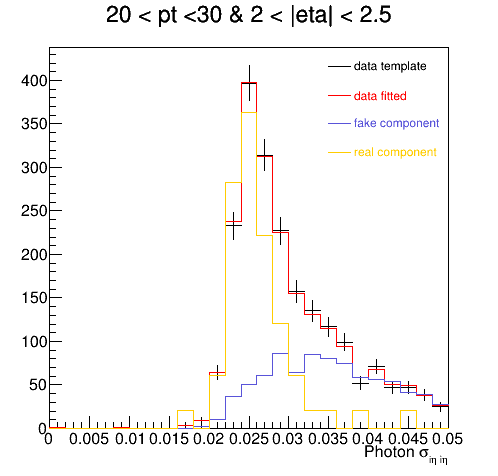 20 < pt <30 & 2 < |eta| < 2.5
data template
data fitted
fake component
real component
400
350
300
250
200
150
100
50
0
0 0.005 0.01 0.015 0.02 0.025 0.03 0.035 0.04 0.045 0.05
Photon σiη iη